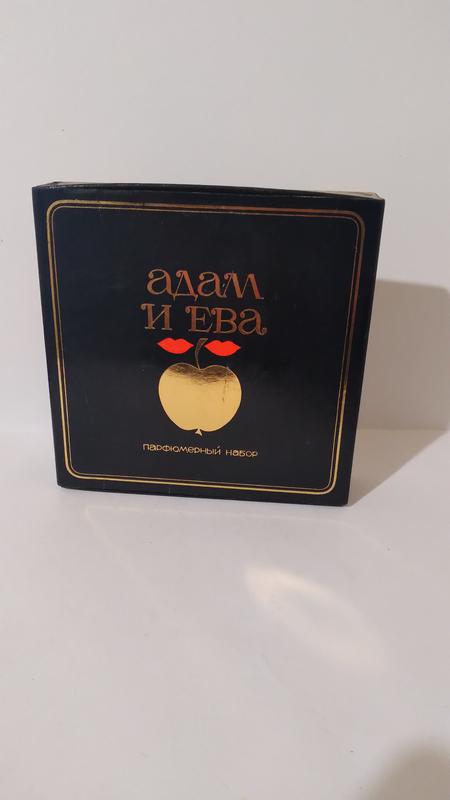 адам
и ева
парфюмерный набор